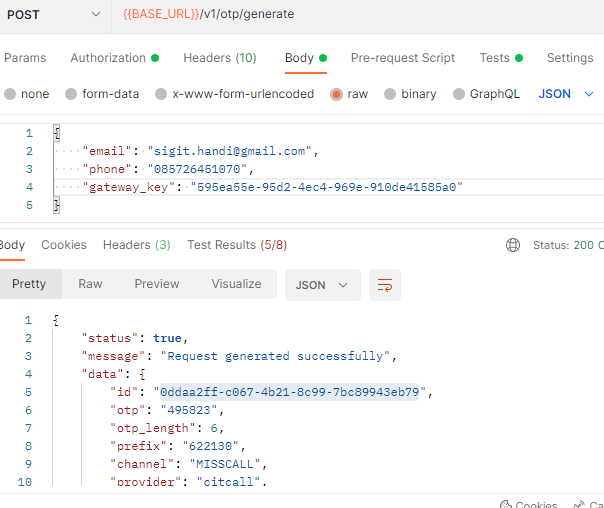 POST {{BASE_URL}}/v1/otp/generate
Params Authorization Headers (10) Body Pre-request Script Tests Settings
none form-data x-www-form-urlencoded raw binary GraphQL JSON
1 {
2 "email": "sigit.handi@gmail.com",
3 "phone": "085726451070",
4 "gateway_key": "595ea55e-95d2-4ec4-969e-910de41585a0"
5 }
Body Cookies Headers (3) Test Results (5/8) Status: 200 O
Pretty Raw Preview Visualize JSON
1 {
2 "status": true,
3 "message": "Request generated successfully",
4 "data": {
5 "id": "0ddaa2ff-c067-4b21-8c99-7bc89943eb79",
6 "otp": "495823",
7 "otp_length": 6,
8 "prefix": "622130",
9 "channel": "MISSCALL",
10 "provider": "citcall",
Cookies Ca